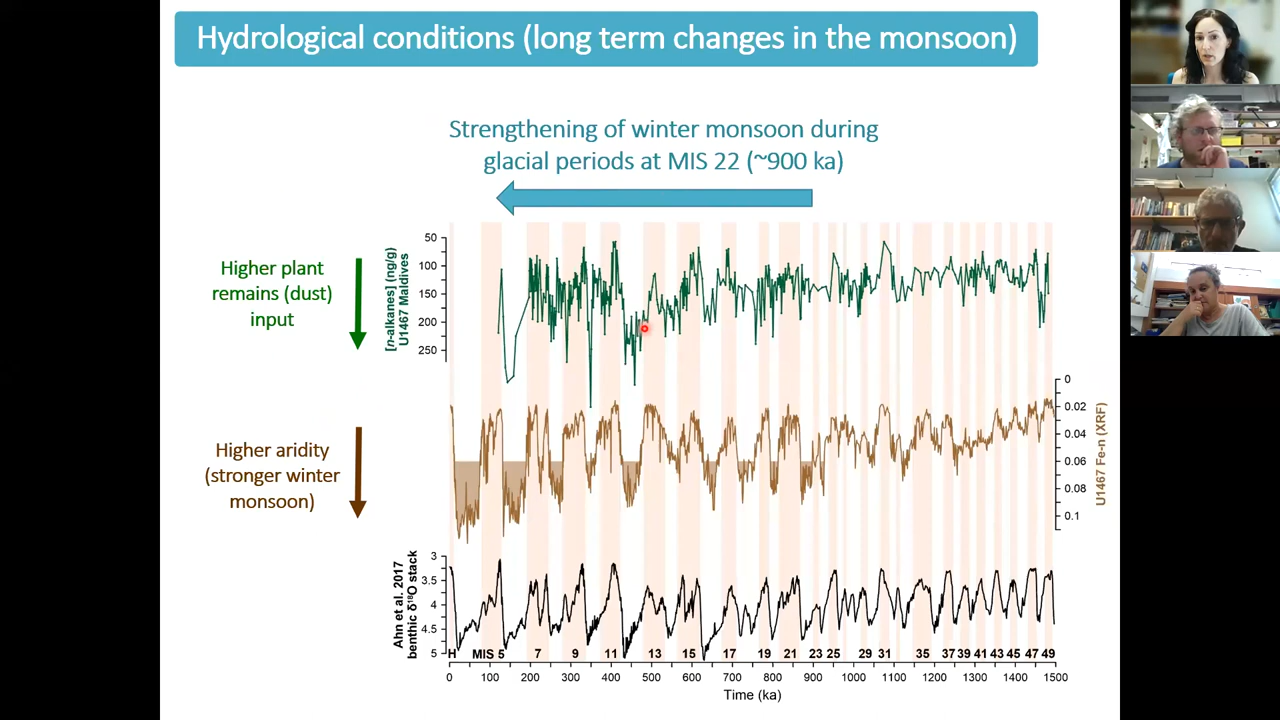 Hydrological conditions (long term changes in the monsoon)
Strengthening of winter monsoon during
glacial periods at MIS 22 (~900 ka)
Higher plant
remains (dust)
input
[n-alkanes] (ng/g)
U1467 Maldives
50
100
150
200
250
Higher aridity
(stronger winter
monsoon)
0
0.02
0.04
0.06
0.08
0.1
U1467 Fe-n (XRF)
Ahn et al. 2017
benthic δ¹⁸O stack
3
3.5
4
4.5
5
H MIS 5 7 9 11 13 15 17 19 21 23 25 29 31 35 37 39 41 43 45 47 49
0 100 200 300 400 500 600 700 800 900 1000 1100 1200 1300 1400 1500
Time (ka)